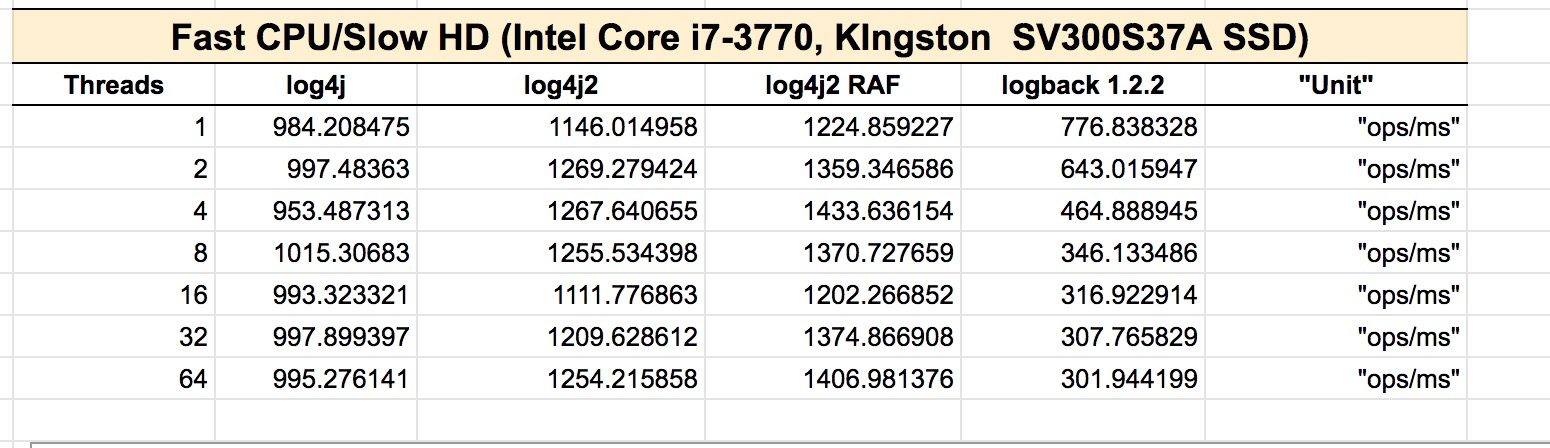 Fast CPU/Slow HD (Intel Core i7-3770, KIngston  SV300S37A SSD)
Threads log4j log4j2 log4j2 RAF logback 1.2.2 "Unit"
1 984.208475 1146.014958 1224.859227 776.838328 "ops/ms"
2 997.48363 1269.279424 1359.346586 643.015947 "ops/ms"
4 953.487313 1267.640655 1433.636154 464.888945 "ops/ms"
8 1015.30683 1255.534398 1370.727659 346.133486 "ops/ms"
16 993.323321 1111.776863 1202.266852 316.922914 "ops/ms"
32 997.899397 1209.628612 1374.866908 307.765829 "ops/ms"
64 995.276141 1254.215858 1406.981376 301.944199 "ops/ms"